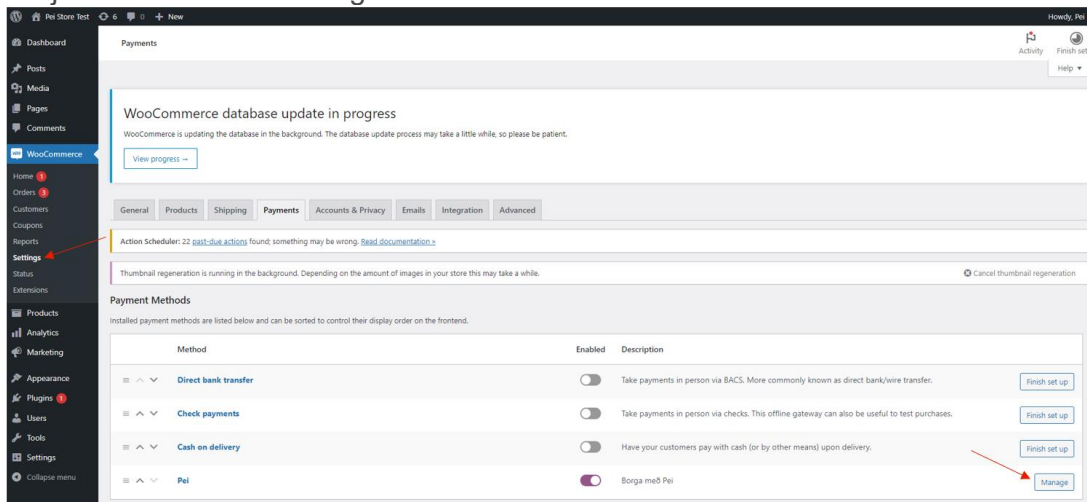 Pei Store Test 6 0 + New Howdy, Pei
Dashboard
Posts
Media
Pages
Comments
WooCommerce
Home 1
Orders 3
Customers
Coupons
Reports
Settings
Status
Extensions
Products
Analytics
Marketing
Appearance
Plugins 1
Users
Tools
Settings
Collapse menu
Payments
Activity Finish set
Help ▼
WooCommerce database update in progress
WooCommerce is updating the database in the background. The database update process may take a little while, so please be patient.
View progress →
General Products Shipping Payments Accounts & Privacy Emails Integration Advanced
Action Scheduler: 22 past-due actions found; something may be wrong. Read documentation »
Thumbnail regeneration is running in the background. Depending on the amount of images in your store this may take a while. Cancel thumbnail regeneration
Payment Methods
Installed payment methods are listed below and can be sorted to control their display order on the frontend.
Method Enabled Description
Direct bank transfer Take payments in person via BACS. More commonly known as direct bank/wire transfer. Finish set up
Check payments Take payments in person via checks. This offline gateway can also be useful to test purchases. Finish set up
Cash on delivery Have your customers pay with cash (or by other means) upon delivery. Finish set up
Pei Borga með Pei Manage